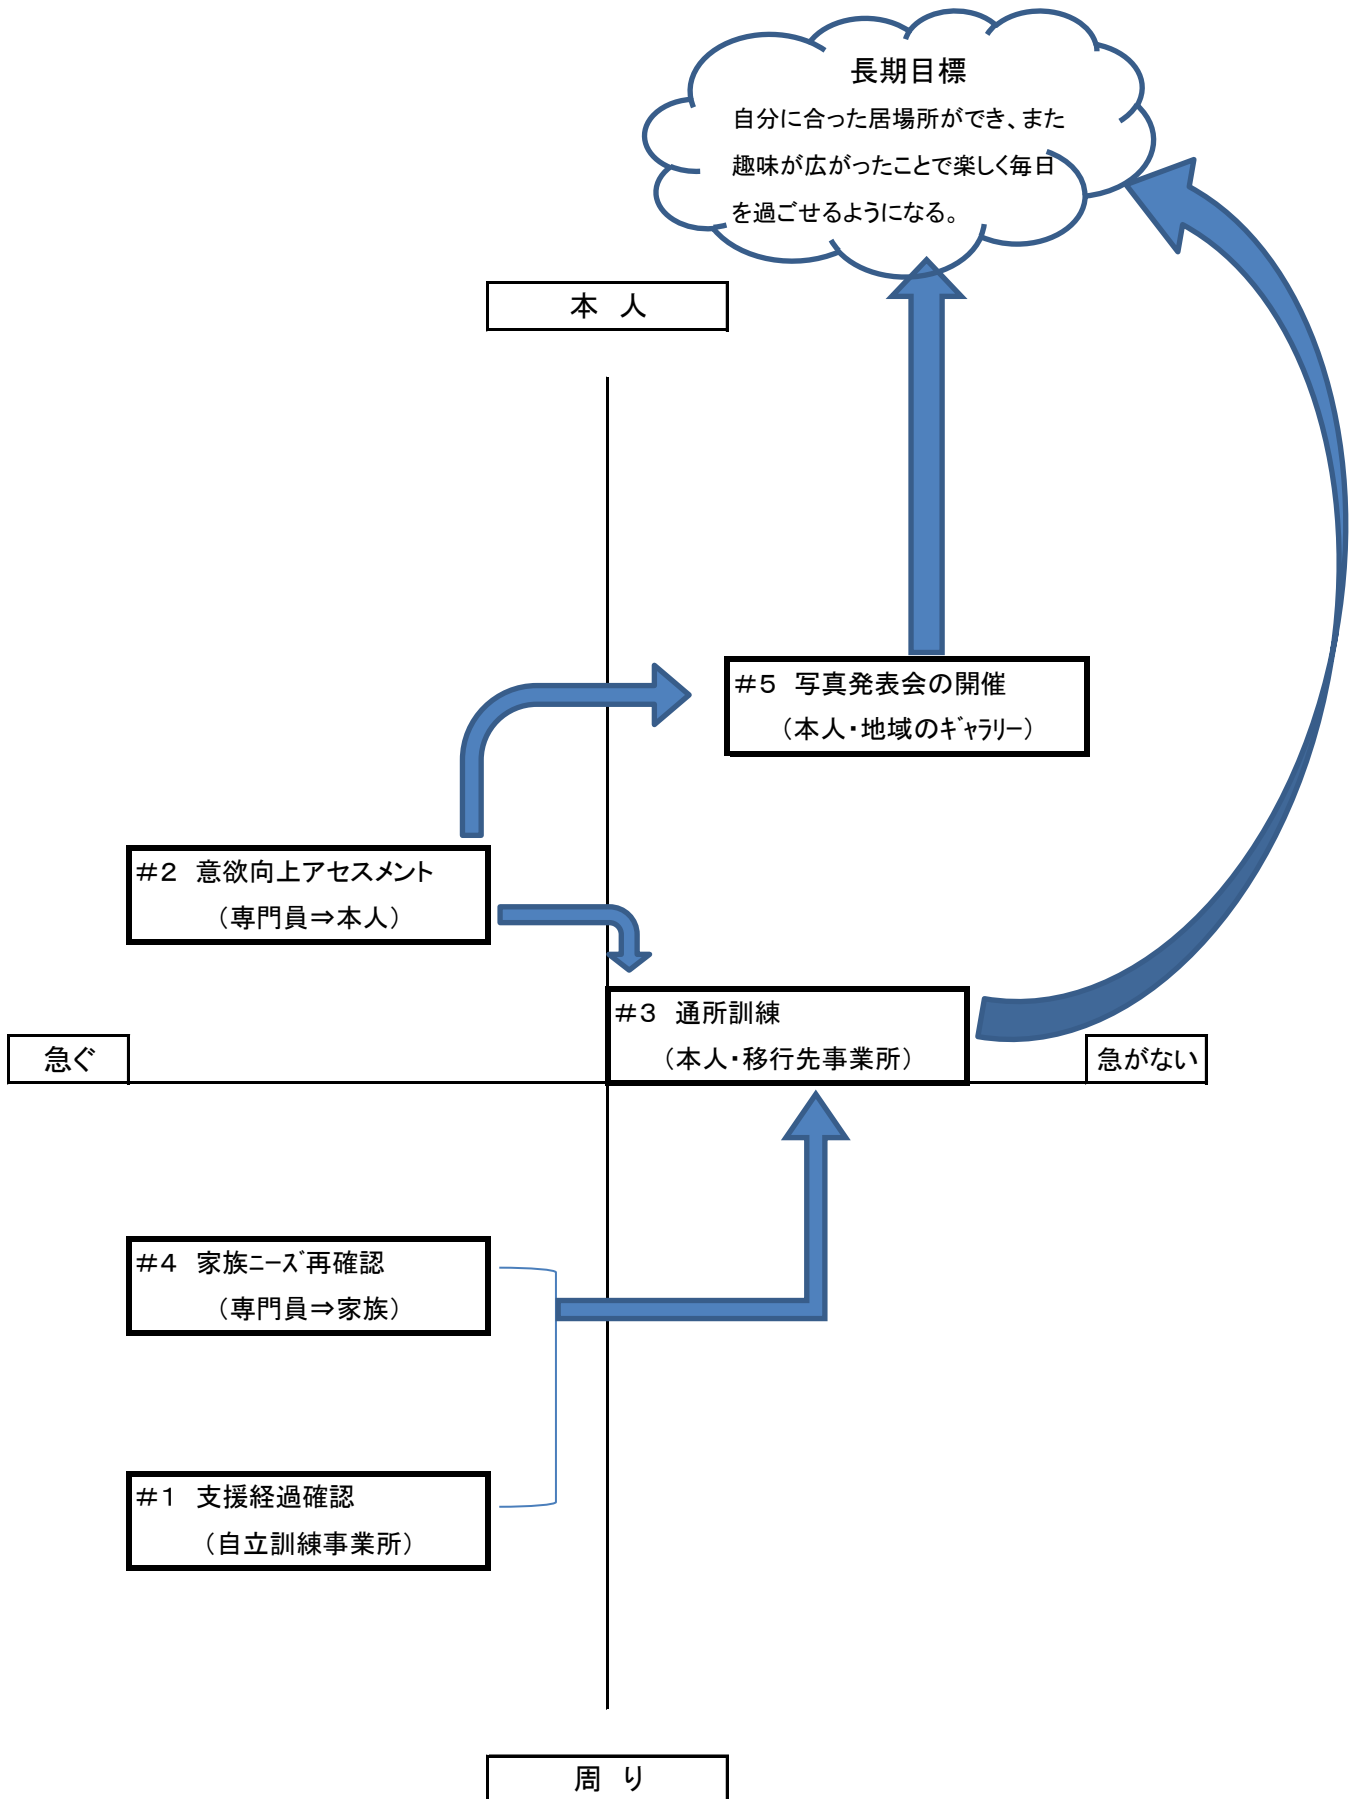 長期目標
自分に合った居場所ができ、また
趣味が広がったことで楽しく毎日
を過ごせるようになる。
本 人
#5 写真発表会の開催
(本人・地域のｷﾞｬﾗﾘｰ)
#2 意欲向上アセスメント
(専門員⇒本人)
#3 通所訓練
(本人・移行先事業所)
急ぐ
急がない
#4 家族ﾆｰｽﾞ再確認
(専門員⇒家族)
#1 支援経過確認
(自立訓練事業所)
周 り